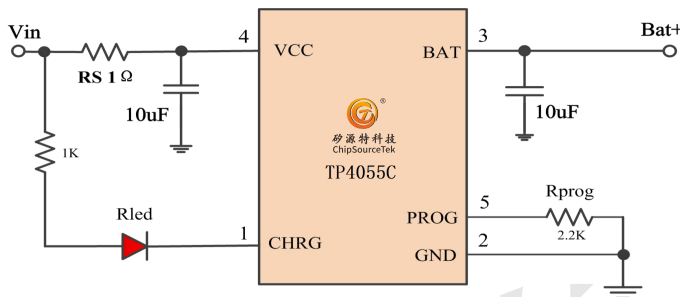 Vin
4
VCC
BAT
3
Bat+
RS 1 Ω
10uF
10uF
1K
®
矽源特科技
ChipSourceTek
TP4055C
Rprog
Rled
PROG
5
2.2K
1
CHRG
GND
2